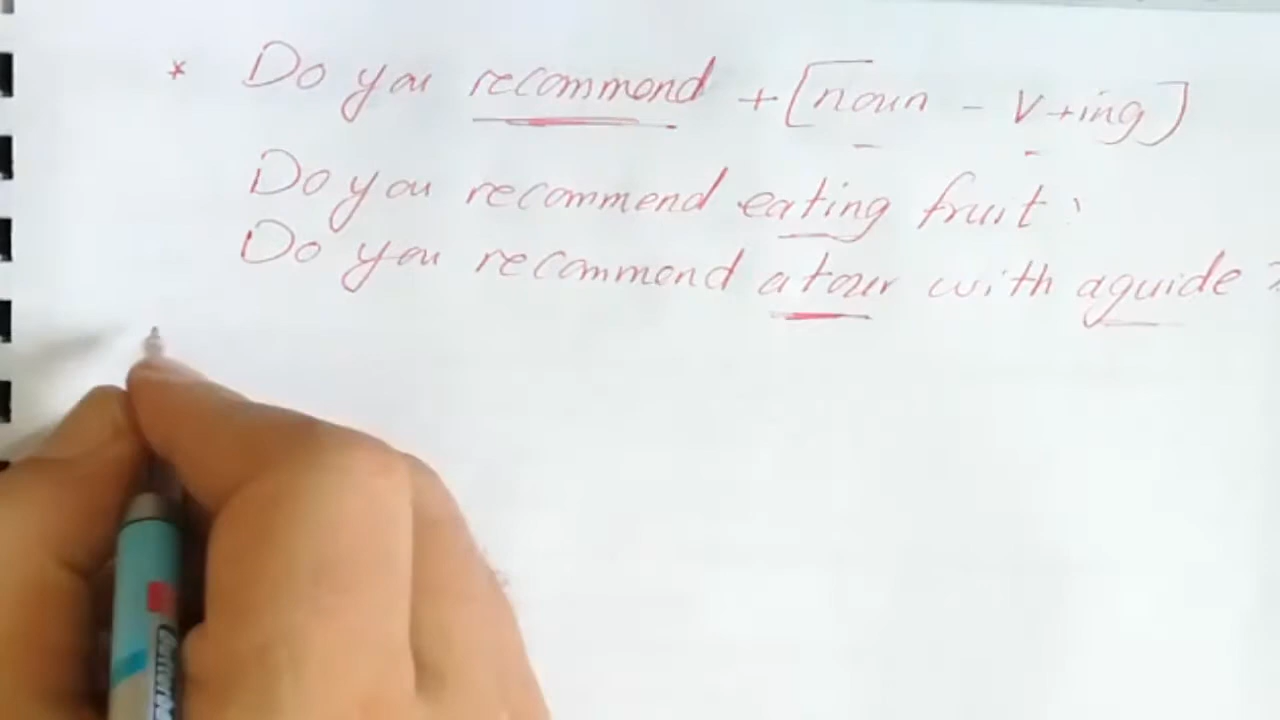 * Do you recommend + [noun - V+ing]
Do you recommend eating fruit?
Do you recommend a tour with a guide?